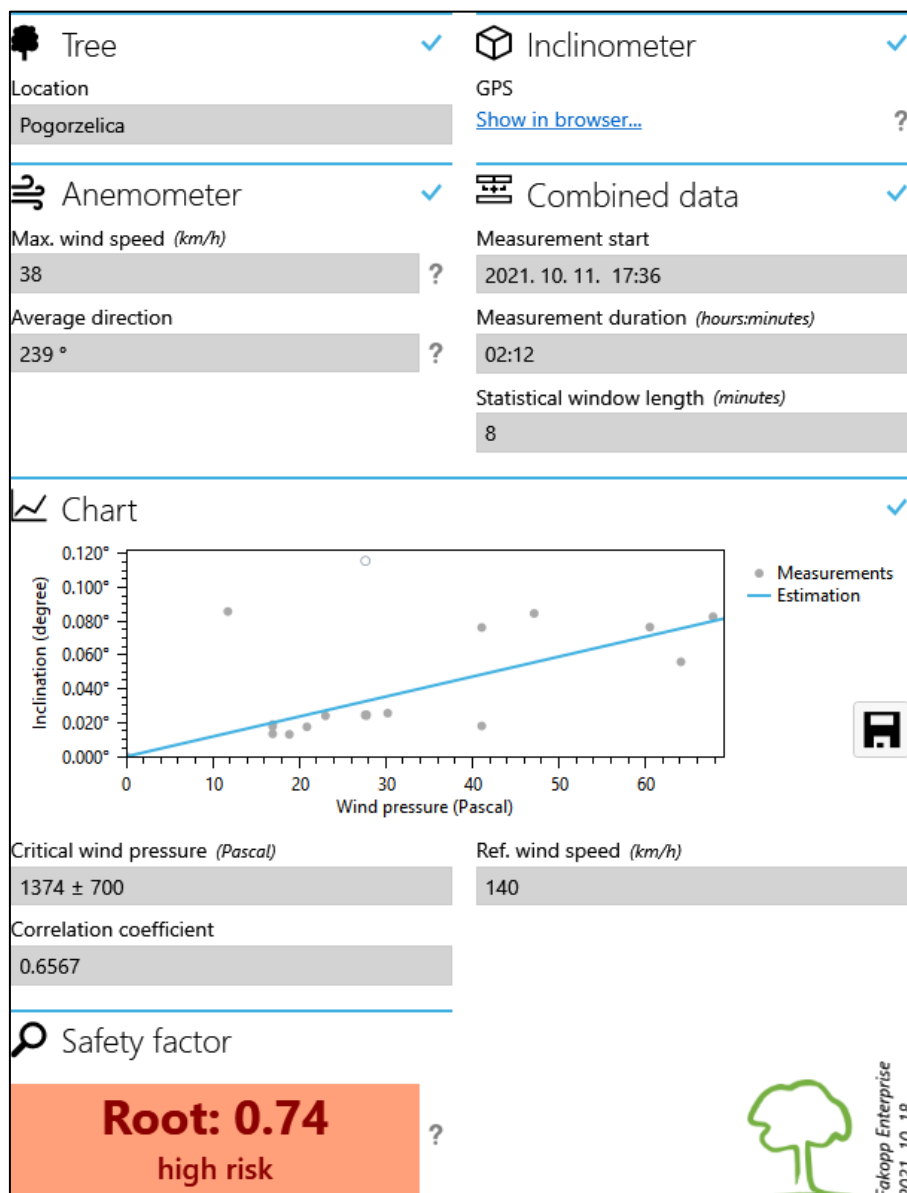 Tree
Location
Pogorzelica
Inclinometer
GPS
Show in browser...
?
Anemometer
Max. wind speed (km/h)
38
?
Average direction
239 °
?
Combined data
Measurement start
2021. 10. 11. 17:36
Measurement duration (hours:minutes)
02:12
Statistical window length (minutes)
8
Chart
0.120°
0.100°
0.080°
0.060°
0.040°
0.020°
0.000°
Inclination (degree)
0 10 20 30 40 50 60
Wind pressure (Pascal)
Measurements
Estimation
Critical wind pressure (Pascal)
1374 ± 700
Ref. wind speed (km/h)
140
Correlation coefficient
0.6567
Safety factor
Root: 0.74
high risk
?
Fakopp Enterprise
2021. 10. 18.